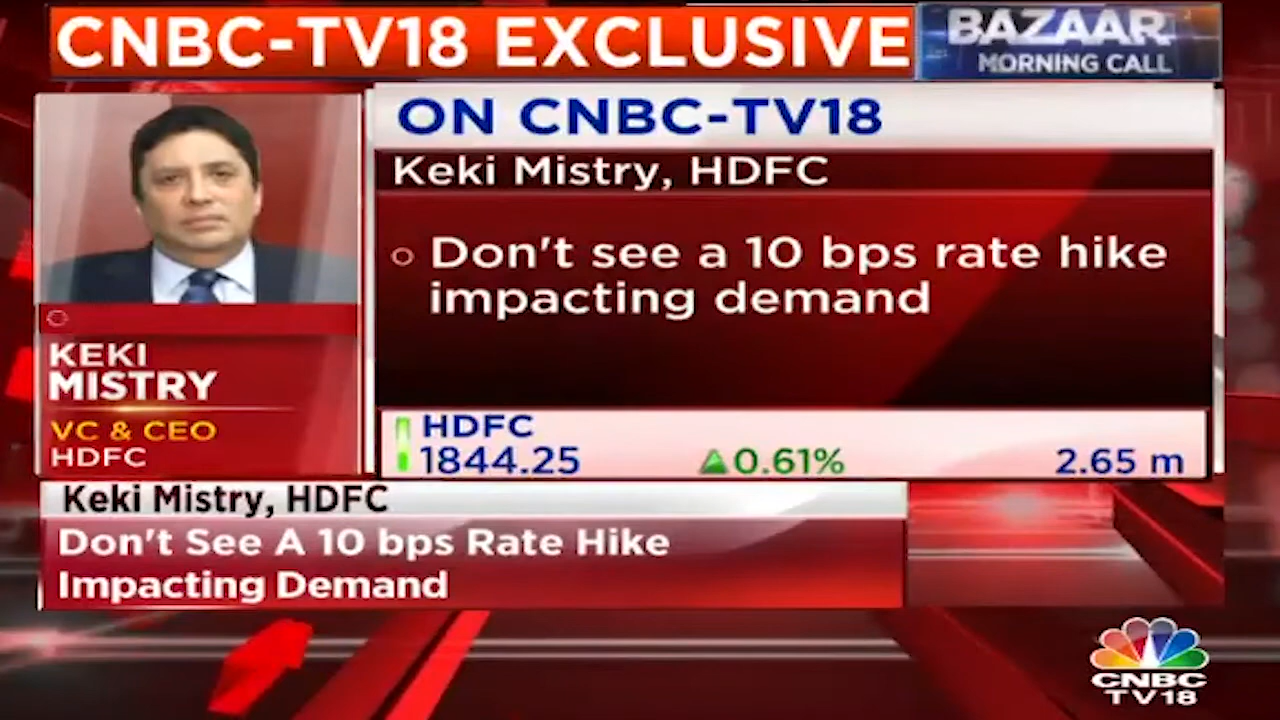 CNBC-TV18 EXCLUSIVE
BAZAAR
MORNING CALL
ON CNBC-TV18
Keki Mistry, HDFC
Don't see a 10 bps rate hike
impacting demand
KEKI
MISTRY
VC & CEO
HDFC
HDFC
1844.25 0.61% 2.65 m
Keki Mistry, HDFC
Don't See A 10 bps Rate Hike
Impacting Demand
CNBC
TV18